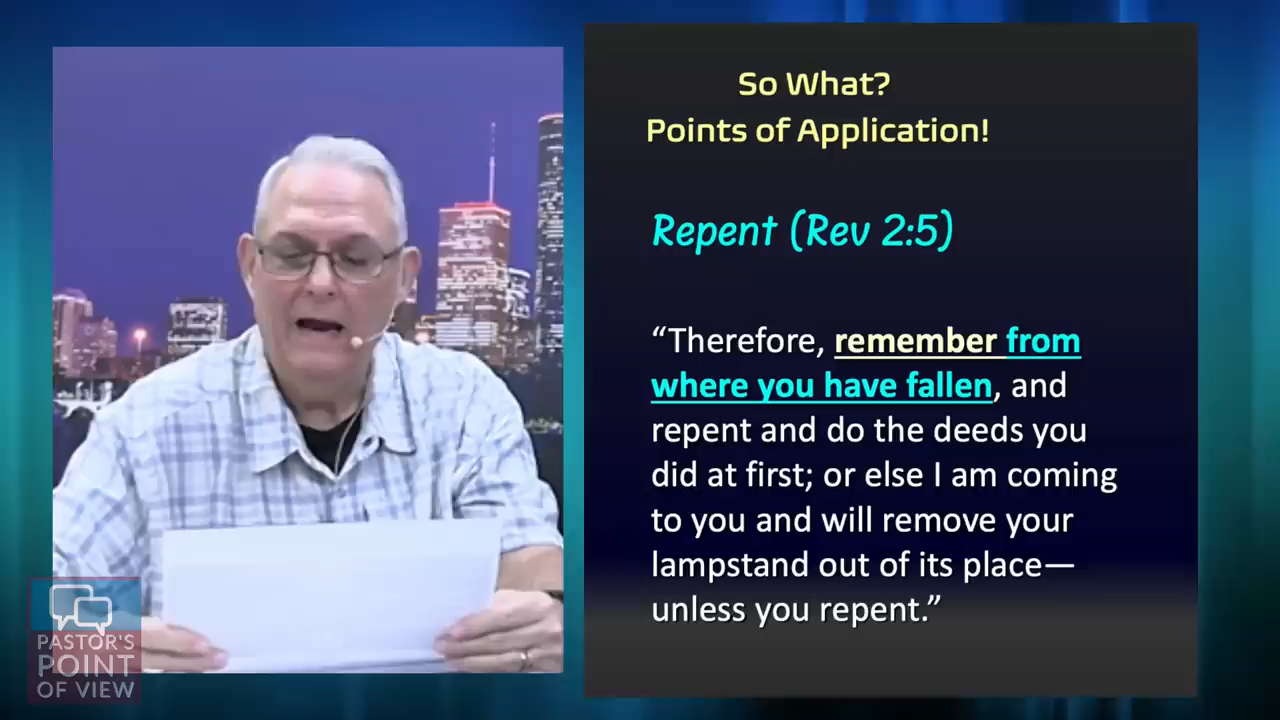 So What?
Points of Application!
Repent (Rev 2:5)
“Therefore, remember from
where you have fallen, and
repent and do the deeds you
did at first; or else I am coming
to you and will remove your
lampstand out of its place—
unless you repent.”
PASTOR'S
POINT
OF VIEW